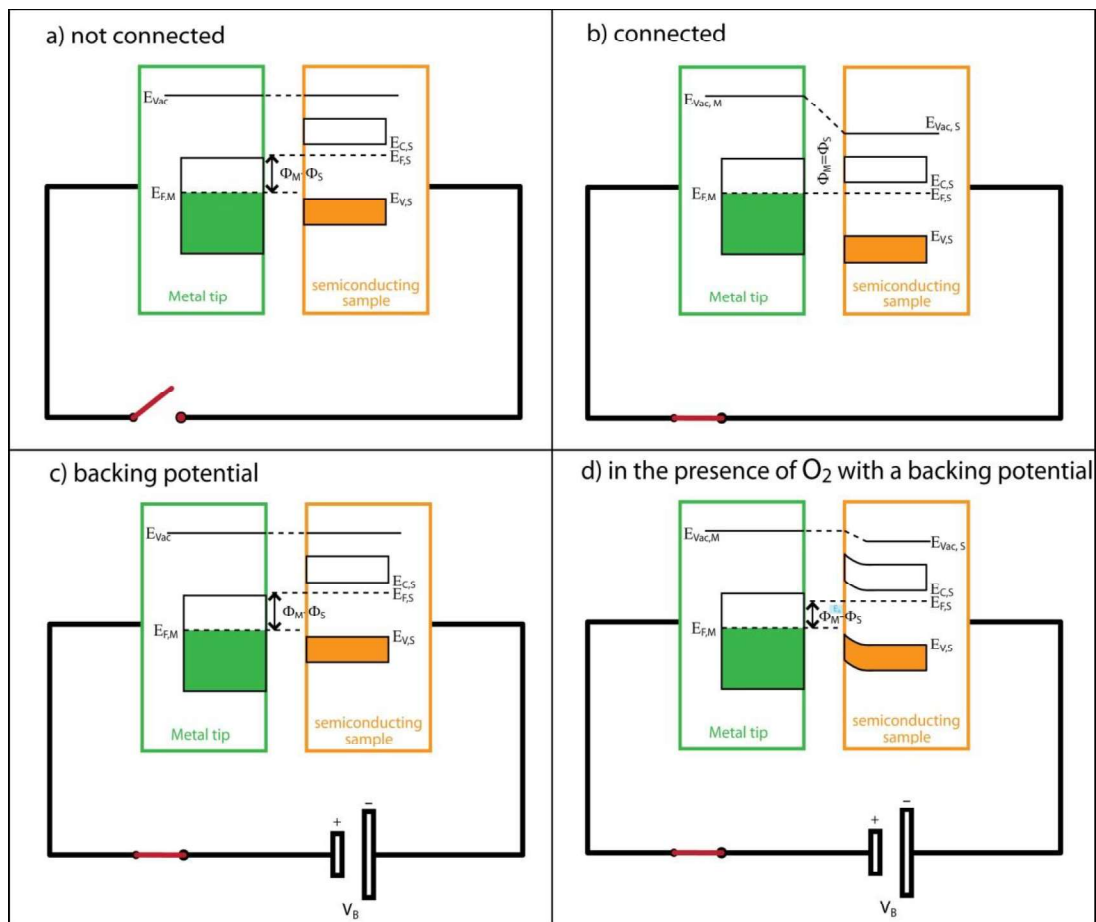 a) not connected
E_Vac
E_C,S
E_F,S
Φ_M-Φ_S
E_F,M
E_V,S
Metal tip
semiconducting
sample
b) connected
E_Vac, M
E_Vac, S
Φ_M=Φ_S
E_C,S
E_F,M
E_F,S
E_V,S
Metal tip
semiconducting
sample
c) backing potential
E_Vac
E_C,S
E_F,S
Φ_M-Φ_S
E_F,M
E_V,S
Metal tip
semiconducting
sample
+
−
V_B
d) in the presence of O₂ with a backing potential
E_Vac,M
E_Vac, S
E_C,S
E_F,S
Φ_M-Φ_S
E_F,M
E_V,S
Metal tip
semiconducting
sample
+
−
V_B